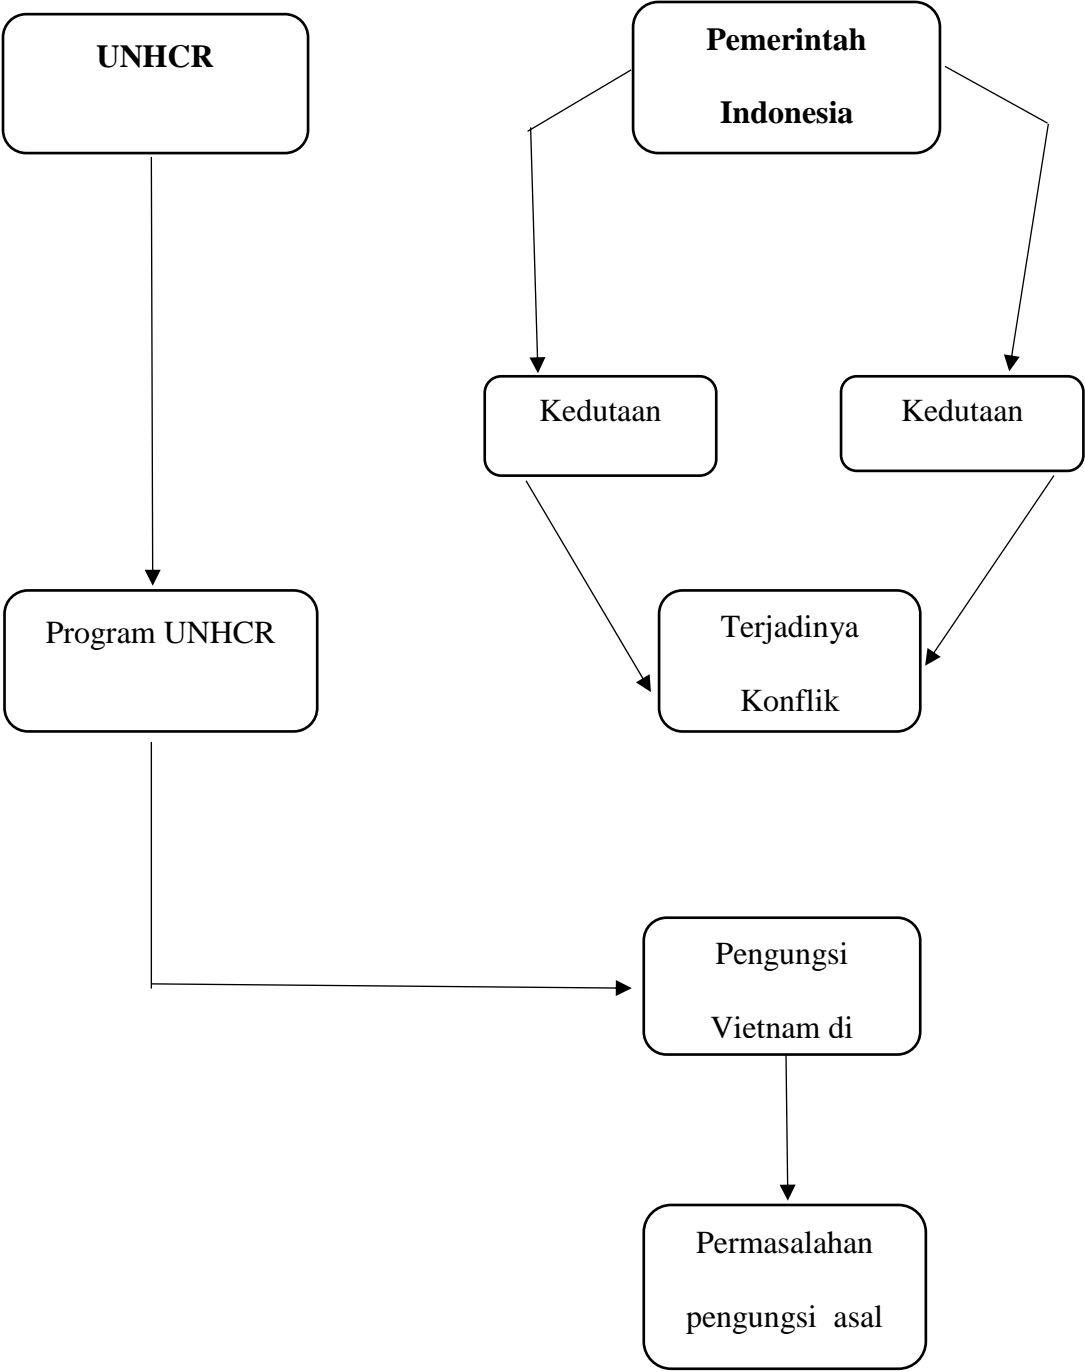 UNHCR
Pemerintah
Indonesia
Kedutaan
Kedutaan
Program UNHCR
Terjadinya
Konflik
Pengungsi
Vietnam di
Permasalahan
pengungsi asal